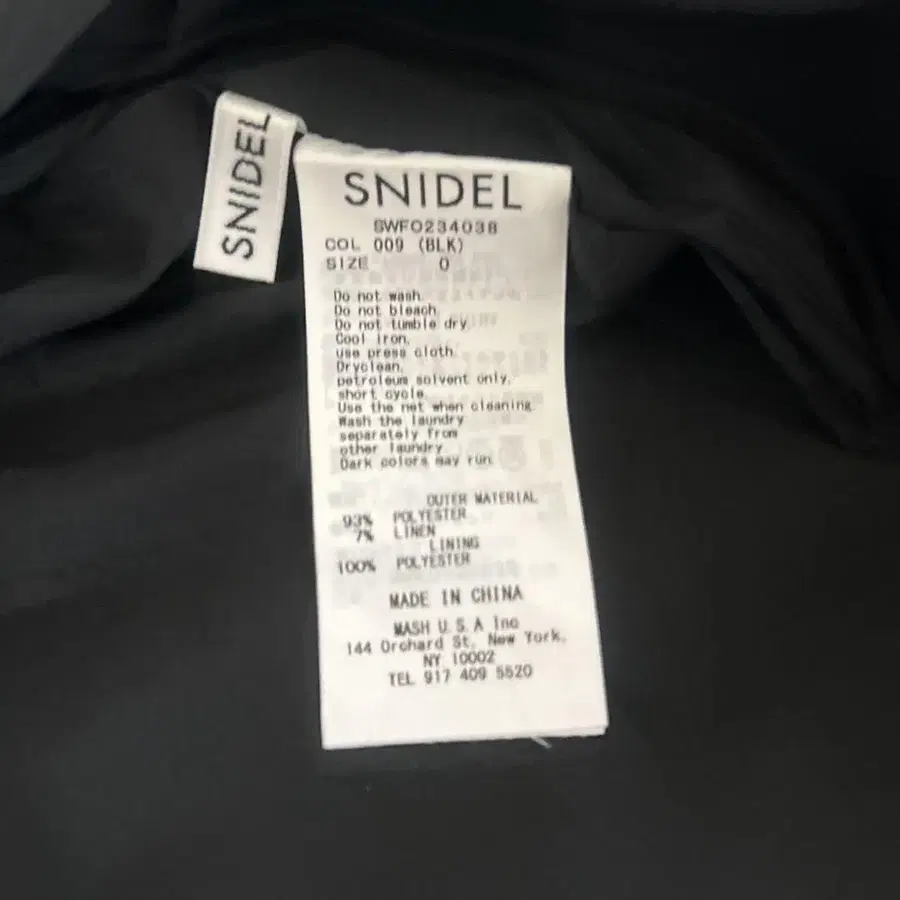 SNIDEL
SNIDEL
SWFO234038
COL 009 (BLK)
SIZE 0
Do not wash.
Do not bleach.
Do not tumble dry.
Cool iron.
use press cloth.
Dryclean.
petroleum solvent only.
short cycle.
Use the net when cleaning.
Wash the laundry
separately from
other laundry.
Dark colors may run.
OUTER MATERIAL
93% POLYESTER
7% LINEN
LINING
100% POLYESTER
MADE IN CHINA
MASH U.S.A Inc
144 Orchard St, New York,
NY 10002
TEL 917 409 5520